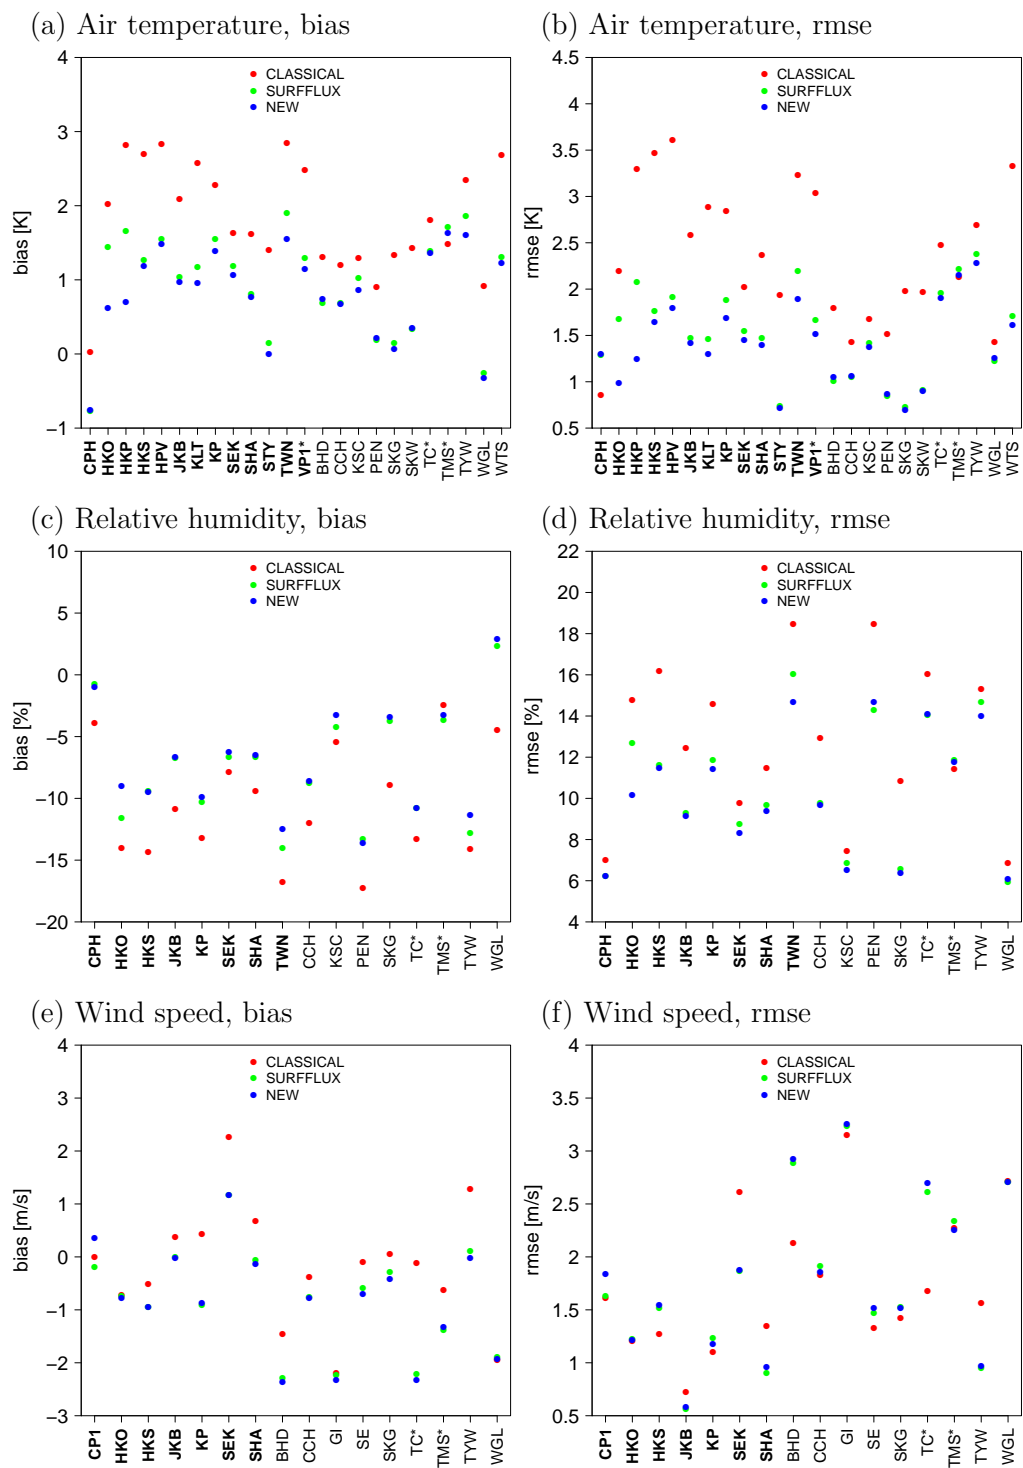 (a) Air temperature, bias
(b) Air temperature, rmse
4
3
2
1
0
−1
bias [K]
CLASSICAL
SURFFLUX
NEW
CPH HKO HKP HKS HPV JKB KLT KP SEK SHA STY TWN VP1* BHD CCH KSC PEN SKG SKW TC* TMS* TYW WGL WTS
4.5
4
3.5
3
2.5
2
1.5
1
0.5
rmse [K]
CLASSICAL
SURFFLUX
NEW
CPH HKO HKP HKS HPV JKB KLT KP SEK SHA STY TWN VP1* BHD CCH KSC PEN SKG SKW TC* TMS* TYW WGL WTS
(c) Relative humidity, bias
(d) Relative humidity, rmse
10
5
0
−5
−10
−15
−20
bias [%]
CLASSICAL
SURFFLUX
NEW
CPH HKO HKS JKB KP SEK SHA TWN CCH KSC PEN SKG TC* TMS* TYW WGL
22
20
18
16
14
12
10
8
6
4
rmse [%]
CLASSICAL
SURFFLUX
NEW
CPH HKO HKS JKB KP SEK SHA TWN CCH KSC PEN SKG TC* TMS* TYW WGL
(e) Wind speed, bias
(f) Wind speed, rmse
4
3
2
1
0
−1
−2
−3
bias [m/s]
CLASSICAL
SURFFLUX
NEW
CP1 HKO HKS JKB KP SEK SHA BHD CCH GI SE SKG TC* TMS* TYW WGL
4
3.5
3
2.5
2
1.5
1
0.5
rmse [m/s]
CLASSICAL
SURFFLUX
NEW
CP1 HKO HKS JKB KP SEK SHA BHD CCH GI SE SKG TC* TMS* TYW WGL